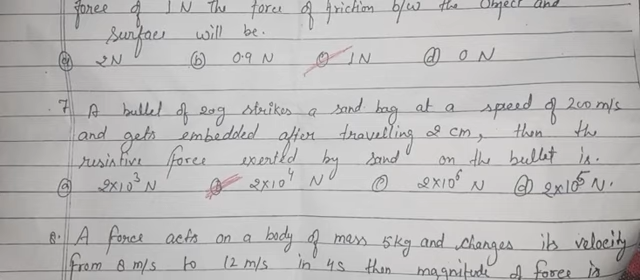 force of 1 N the force of friction b/w the object and
surface will be.
(a) 2N (b) 0.9 N (c) 1N (d) 0 N
7. A bullet of 20g strikes a sand bag at a speed of 200 m/s
and gets embedded after travelling 2 cm, then the
resistive force exerted by sand on the bullet is.
(a) 2×10³ N (b) 2×10⁴ N (c) 2×10⁶ N (d) 2×10⁵ N.
8. A force acts on a body of mass 5kg and changes its velocity
from 8 m/s to 12 m/s in 4s then magnitude of force is